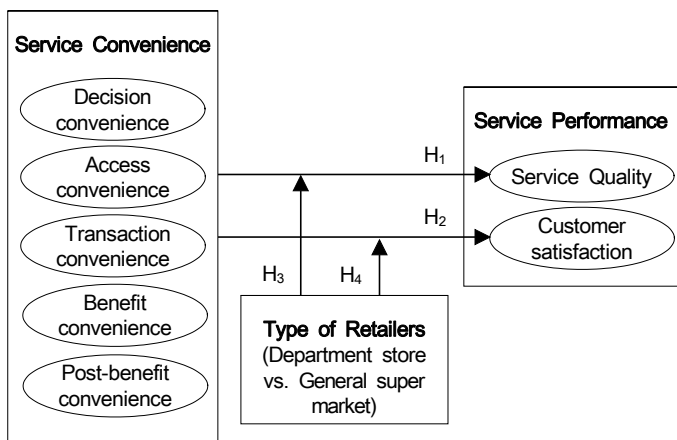 Service Convenience
Decision
convenience
Access
convenience
Transaction
convenience
Benefit
convenience
Post-benefit
convenience
H₁
H₂
H₃
H₄
Type of Retailers
(Department store
vs. General super
market)
Service Performance
Service Quality
Customer
satisfaction